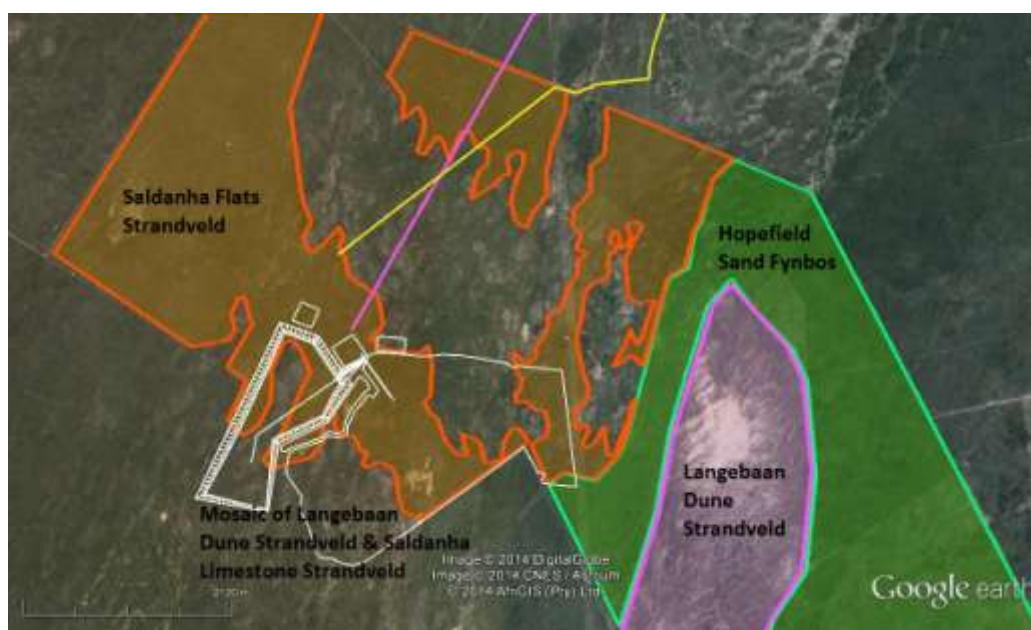 Saldanha Flats
Strandveld
Hopefield
Sand Fynbos
Langebaan
Dune
Strandveld
Mosaic of Langebaan
Dune Strandveld & Saldanha
Limestone Strandveld
Image © 2014 DigitalGlobe
Image © 2014 CNES / Astrium
© 2014 AfriGIS (Pty) Ltd.
Google earth